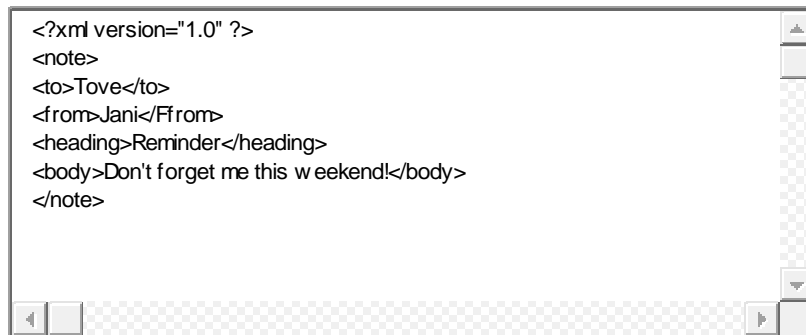 <?xml version="1.0" ?>
<note>
<to>Tove</to>
<from>Jani</Ffrom>
<heading>Reminder</heading>
<body>Don't forget me this weekend!</body>
</note>